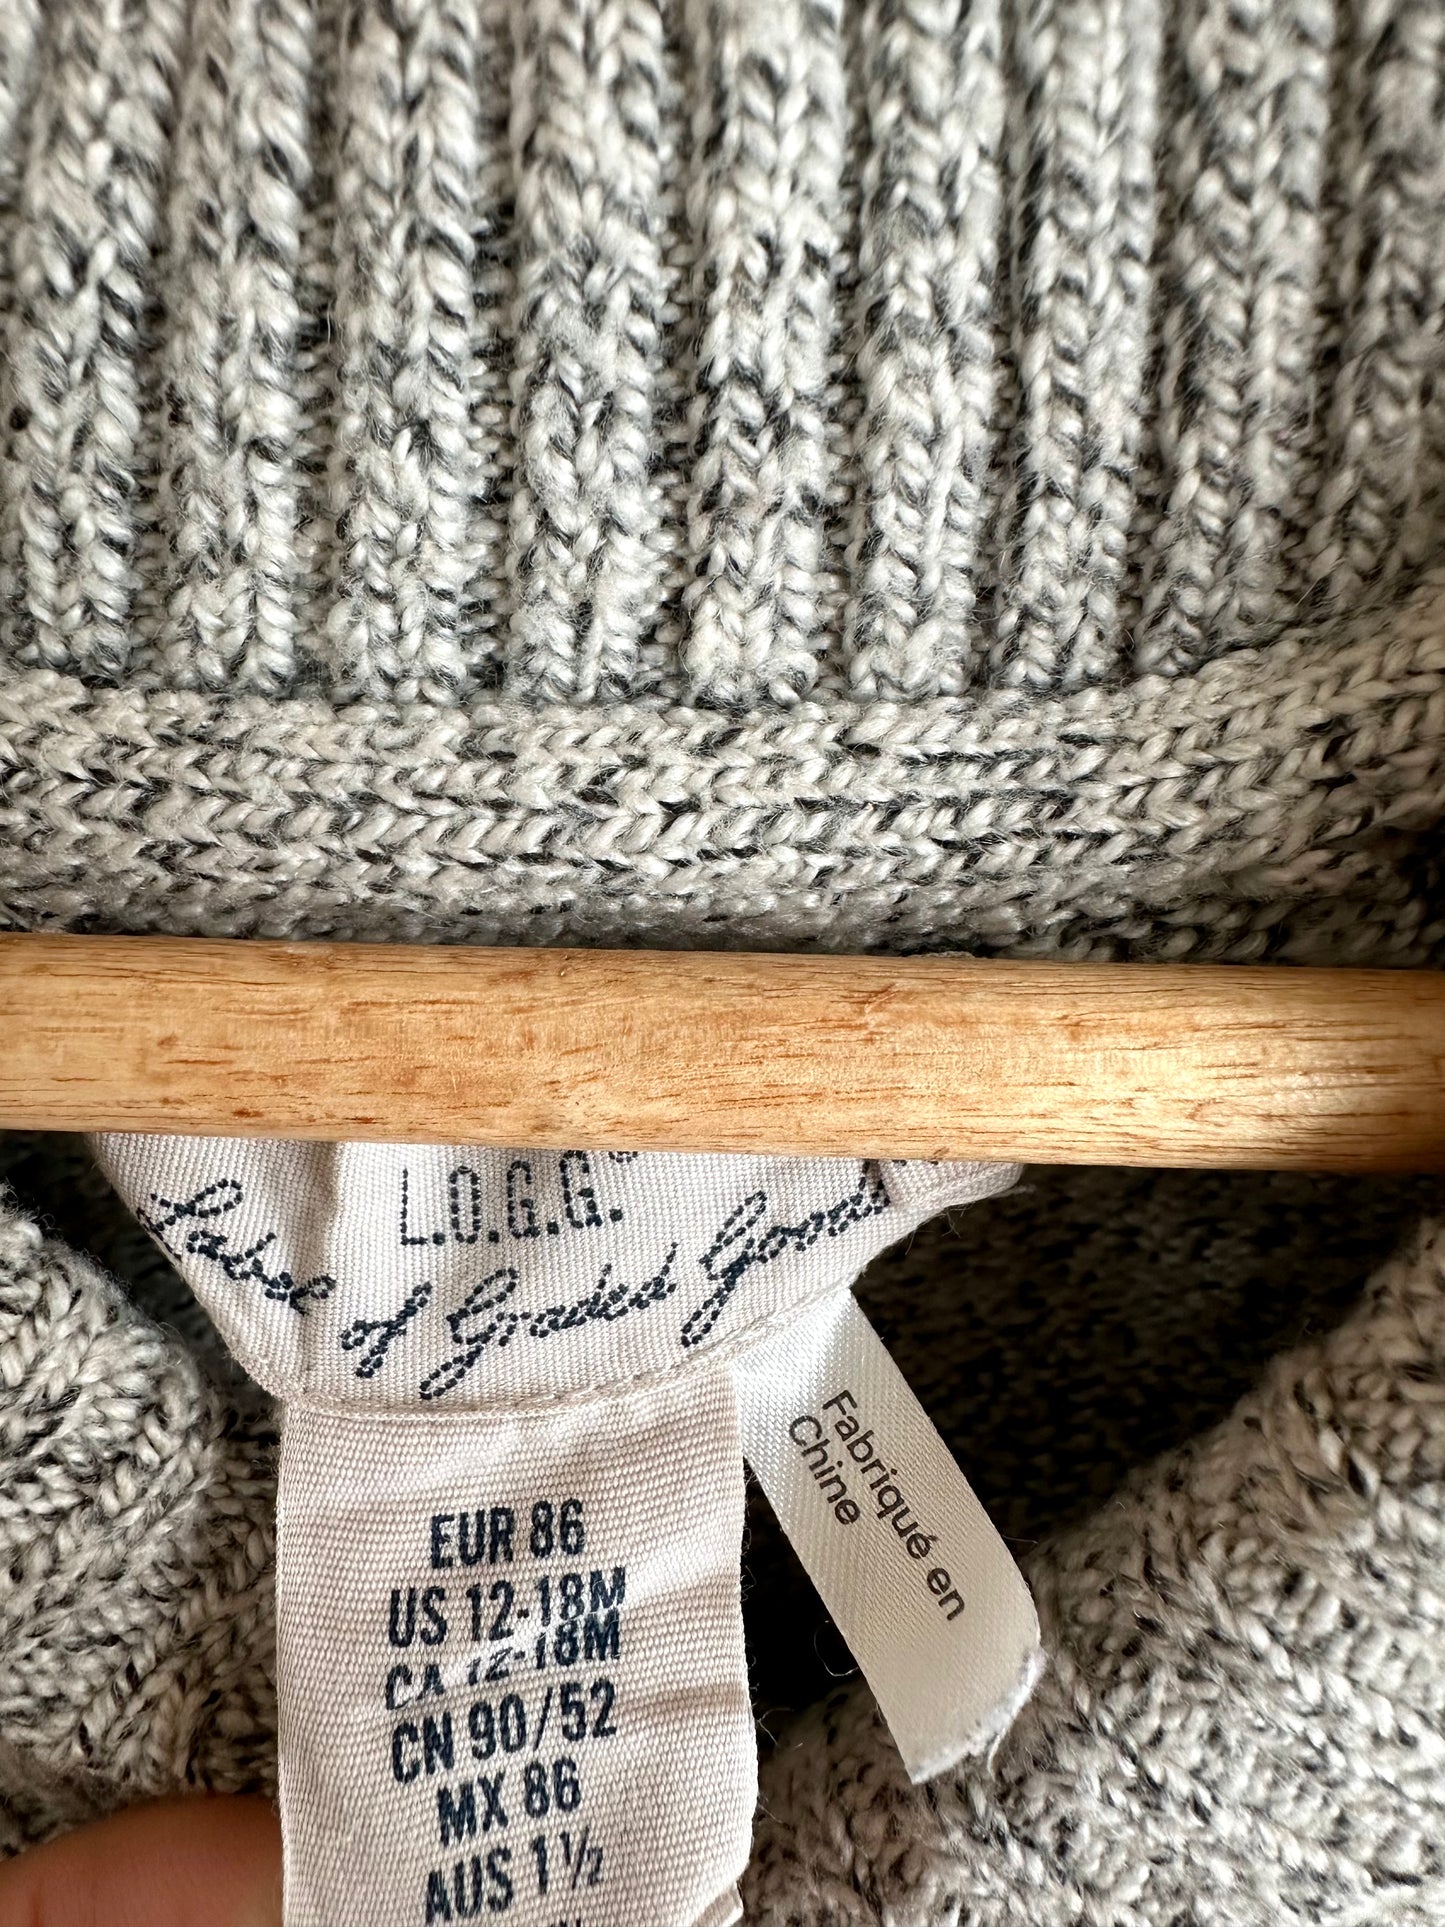 L.O.G.G.
Label of Graded Goods
EUR 86
US 12-18M
CA 12-18M
CN 90/52
MX 86
AUS 1½
Fabriqué en
Chine